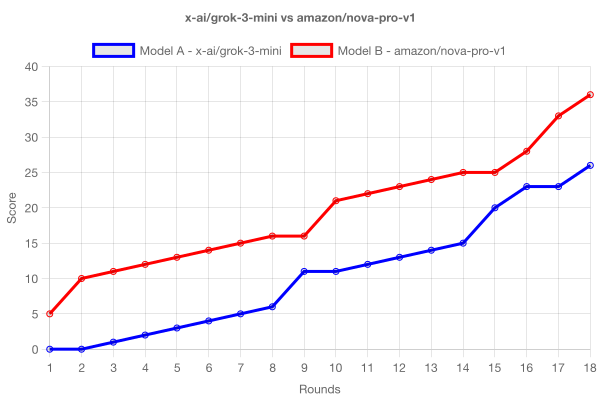 x-ai/grok-3-mini vs amazon/nova-pro-v1
Model A - x-ai/grok-3-mini Model B - amazon/nova-pro-v1
40
35
30
25
20
15
10
5
0
Score
1 2 3 4 5 6 7 8 9 10 11 12 13 14 15 16 17 18
Rounds